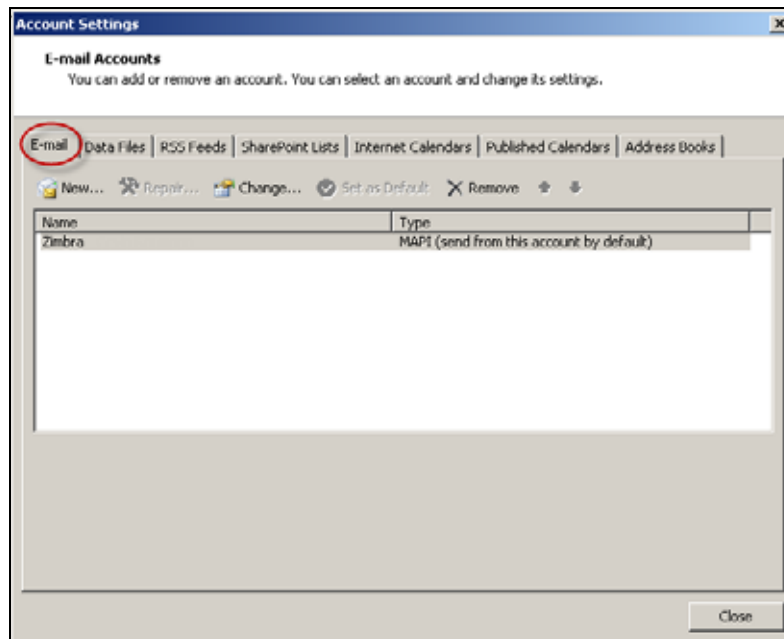 Account Settings
E-mail Accounts
You can add or remove an account. You can select an account and change its settings.
E-mail Data Files RSS Feeds SharePoint Lists Internet Calendars Published Calendars Address Books
New... Repair... Change... Set as Default Remove
Name Type
Zimbra MAPI (send from this account by default)
Close